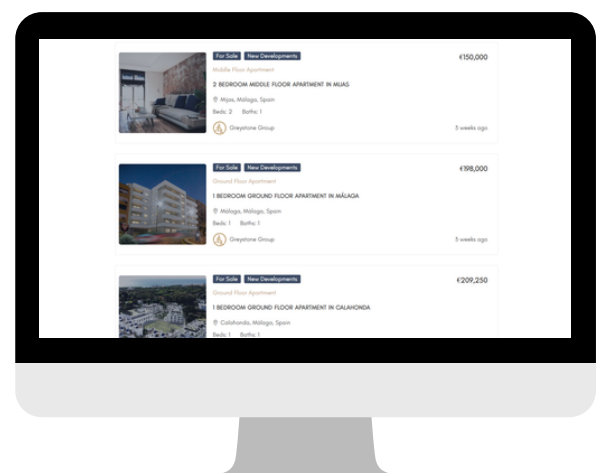 For Sale New Developments €150,000
Middle Floor Apartment
2 BEDROOM MIDDLE FLOOR APARTMENT IN MIJAS
Mijas, Málaga, Spain
Beds: 2 Baths: 1
Greystone Group 3 weeks ago
For Sale New Developments €198,000
Ground Floor Apartment
1 BEDROOM GROUND FLOOR APARTMENT IN MÁLAGA
Málaga, Málaga, Spain
Beds: 1 Baths: 1
Greystone Group 3 weeks ago
For Sale New Developments €209,250
Ground Floor Apartment
1 BEDROOM GROUND FLOOR APARTMENT IN CALAHONDA
Calahonda, Málaga, Spain
Beds: 1 Baths: 1